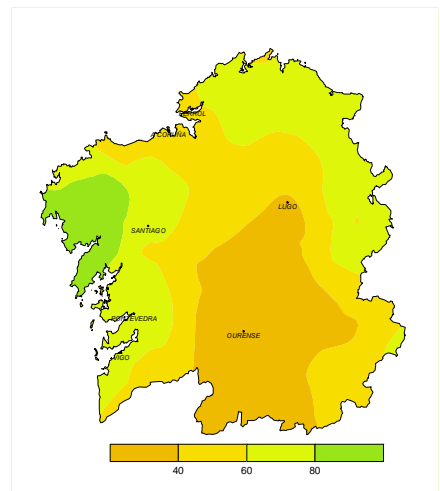 FERROL
A CORUÑA
LUGO
SANTIAGO
PONTEVEDRA
OURENSE
VIGO
40 60 80